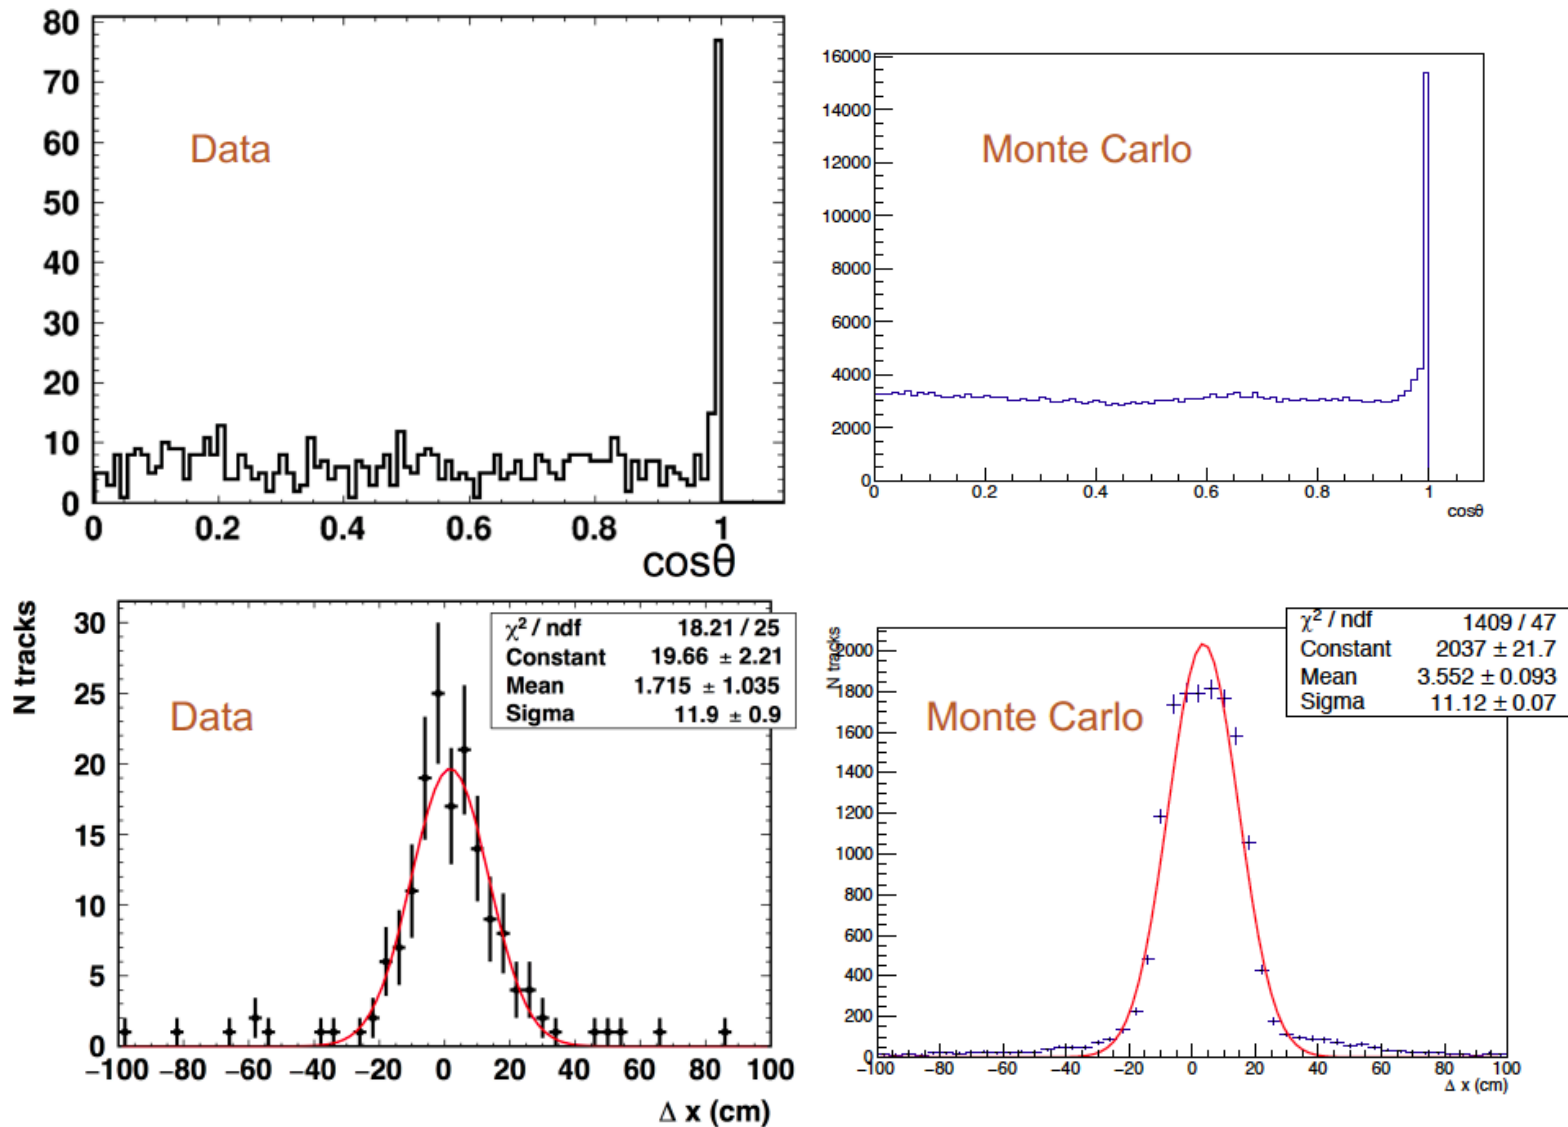 80
70
60
50
40
30
20
10
0
Data
0 0.2 0.4 0.6 0.8 1
cosθ
16000
14000
12000
10000
8000
6000
4000
2000
0
Monte Carlo
0 0.2 0.4 0.6 0.8 1
cosθ
N tracks
30
25
20
15
10
5
0
Data
χ² / ndf 18.21 / 25
Constant 19.66 ± 2.21
Mean 1.715 ± 1.035
Sigma 11.9 ± 0.9
−100 −80 −60 −40 −20 0 20 40 60 80 100
Δ x (cm)
N tracks
2000
1800
1600
1400
1200
1000
800
600
400
200
0
Monte Carlo
χ² / ndf 1409 / 47
Constant 2037 ± 21.7
Mean 3.552 ± 0.093
Sigma 11.12 ± 0.07
−100 −80 −60 −40 −20 0 20 40 60 80 100
Δ x (cm)